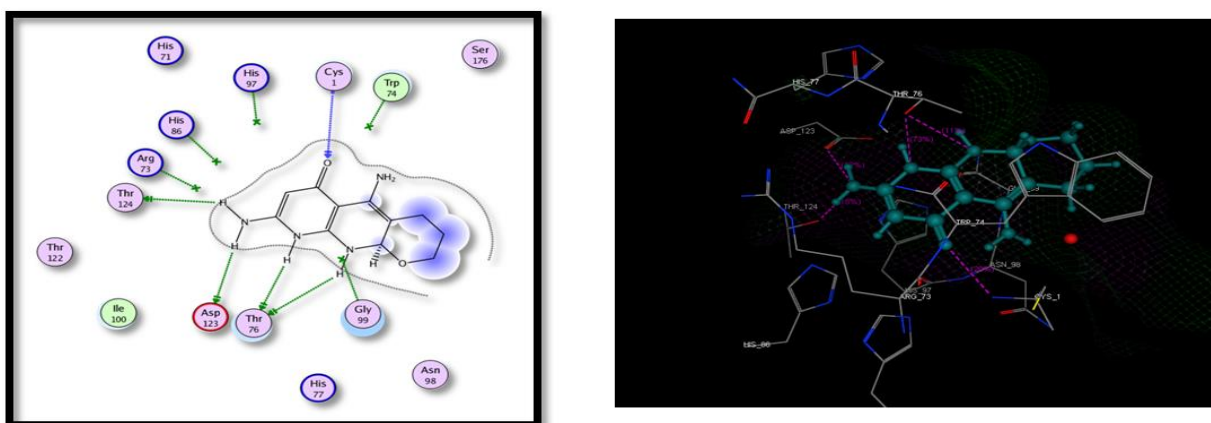 His
71
His
97
Cys
1
Trp
74
Ser
176
His
86
Arg
73
Thr
124
Thr
122
Ile
100
Asp
123
Thr
76
Gly
99
His
77
Asn
98
O
NH₂
H
N
H
N
H
N
H
H
O
HIS_77
THR_76
ASP_123
THR_124
TRP_74
ASN_98
ARG_73
CYS_1
HIS_86